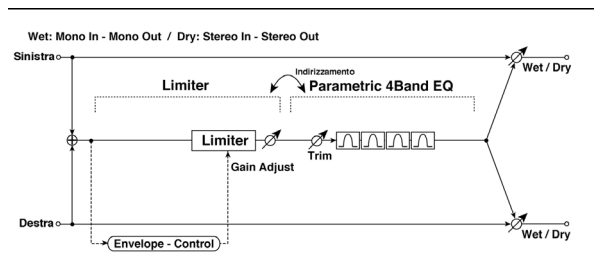 Wet: Mono In - Mono Out / Dry: Stereo In - Stereo Out
Sinistra
Wet / Dry
Indirizzamento
Limiter
Parametric 4Band EQ
Limiter
Trim
Gain Adjust
Destra
Wet / Dry
Envelope - Control